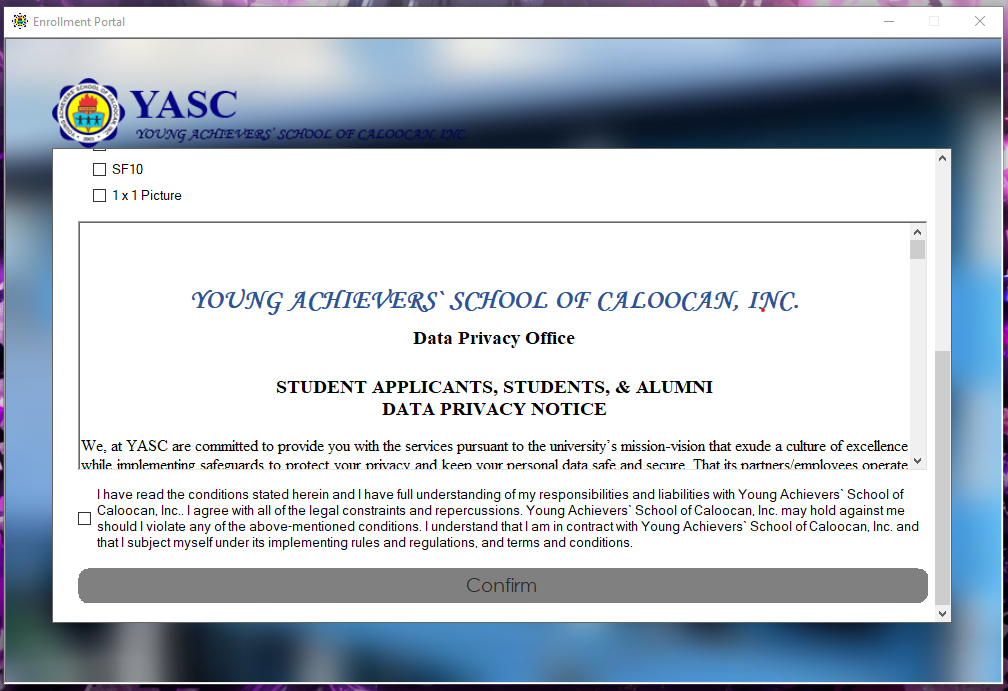 Enrollment Portal
YASC
YOUNG ACHIEVERS' SCHOOL OF CALOOCAN, INC.
SF10
1 x 1 Picture
YOUNG ACHIEVERS` SCHOOL OF CALOOCAN, INC.
Data Privacy Office
STUDENT APPLICANTS, STUDENTS, & ALUMNI
DATA PRIVACY NOTICE
We, at YASC are committed to provide you with the services pursuant to the university's mission-vision that exude a culture of excellence
while implementing safeguards to protect your privacy and keep your personal data safe and secure. That its partners/employees operate
I have read the conditions stated herein and I have full understanding of my responsibilities and liabilities with Young Achievers` School of
Caloocan, Inc.. I agree with all of the legal constraints and repercussions. Young Achievers` School of Caloocan, Inc. may hold against me
should I violate any of the above-mentioned conditions. I understand that I am in contract with Young Achievers` School of Caloocan, Inc. and
that I subject myself under its implementing rules and regulations, and terms and conditions.
Confirm